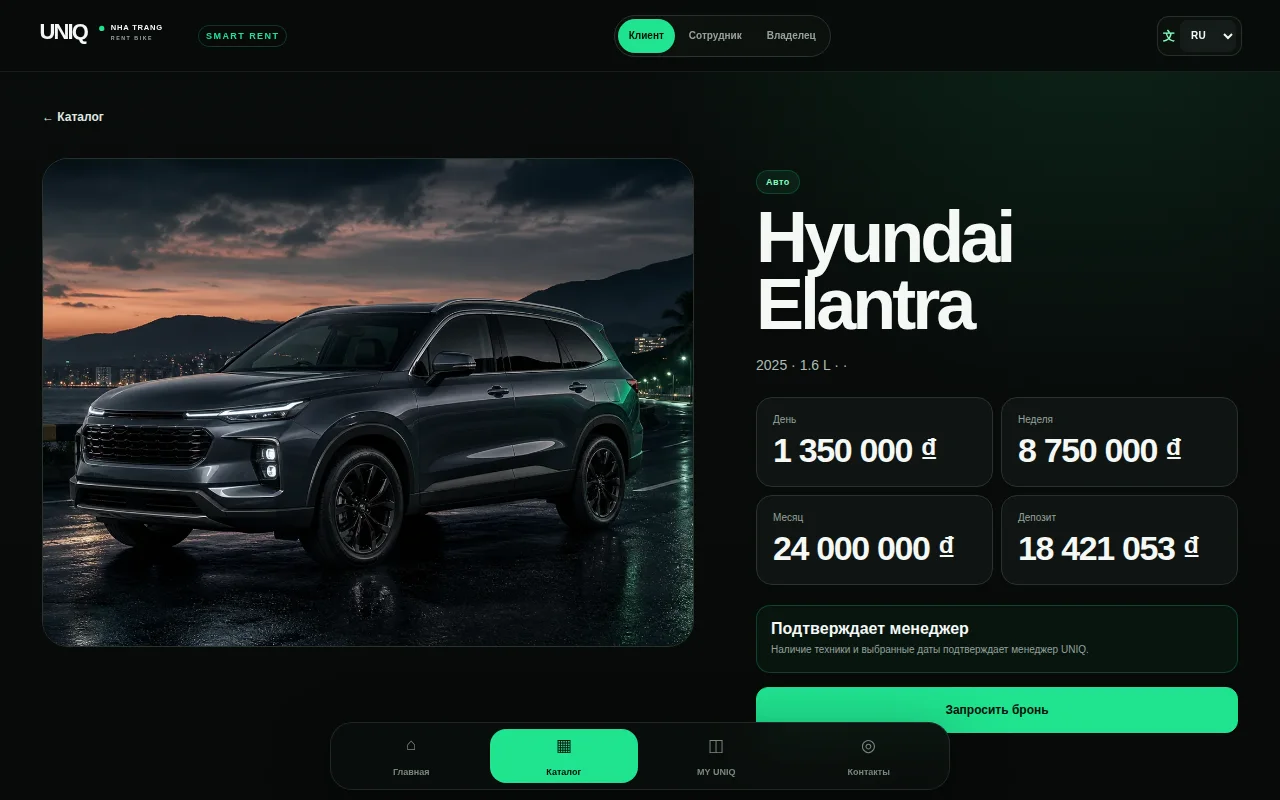 UNIQ
NHA TRANG
RENT BIKE
SMART RENT
Клиент
Сотрудник
Владелец
文
RU
← Каталог
Авто
Hyundai
Elantra
2025 · 1.6 L · ·
День
1 350 000 ₫
Неделя
8 750 000 ₫
Месяц
24 000 000 ₫
Депозит
18 421 053 ₫
Подтверждает менеджер
Наличие техники и выбранные даты подтверждает менеджер UNIQ.
Запросить бронь
Главная
Каталог
MY UNIQ
Контакты